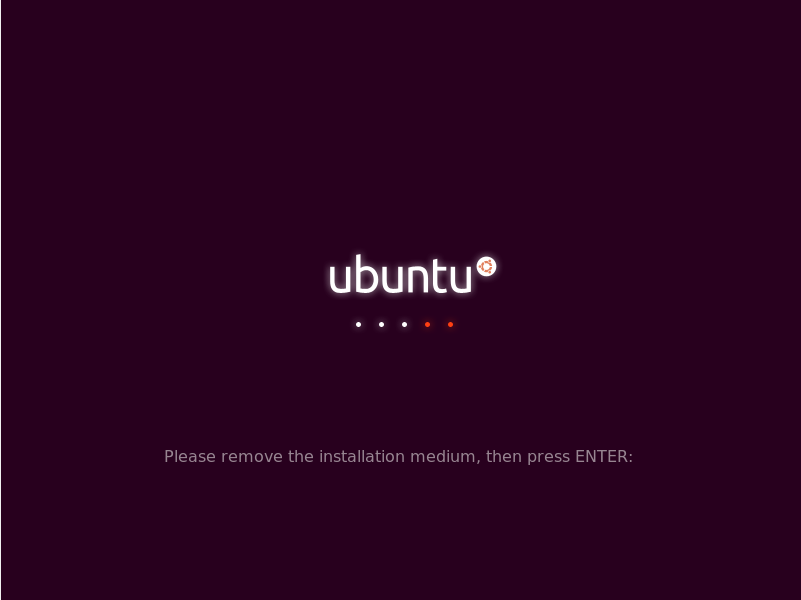 ubuntu
Please remove the installation medium, then press ENTER: